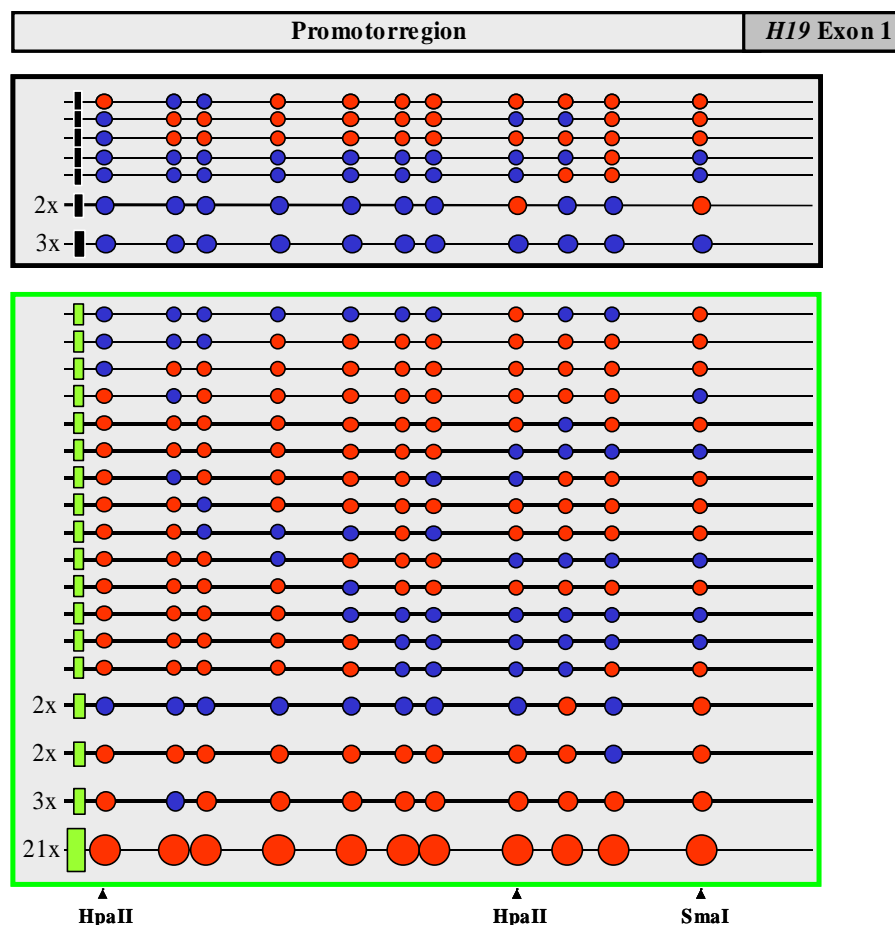 Promotorregion H19 Exon 1
2x
3x
2x
2x
3x
21x
HpaII HpaII SmaI